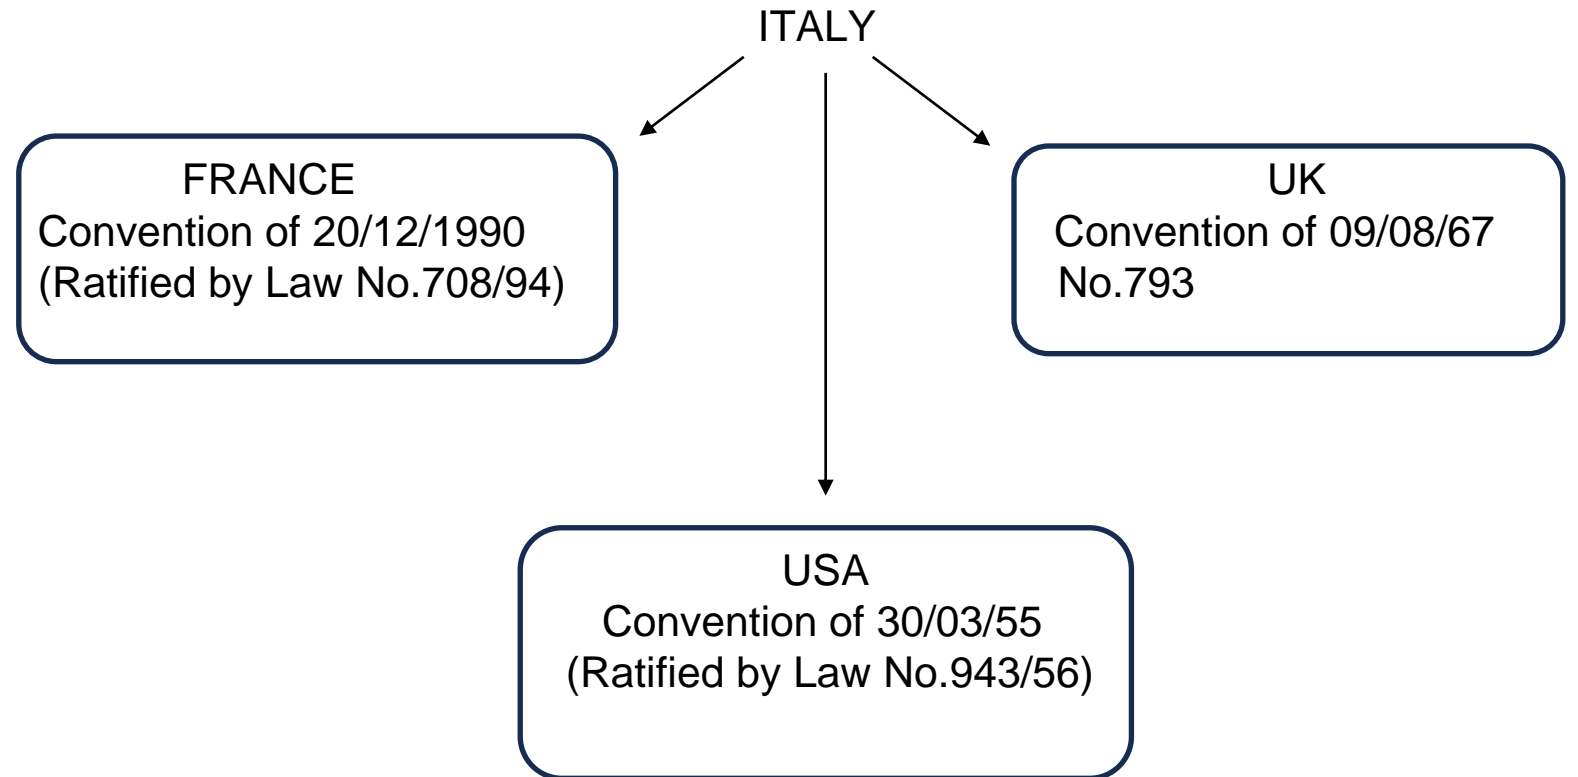 ITALY
FRANCE
Convention of 20/12/1990
(Ratified by Law No.708/94)
UK
Convention of 09/08/67
No.793
USA
Convention of 30/03/55
(Ratified by Law No.943/56)